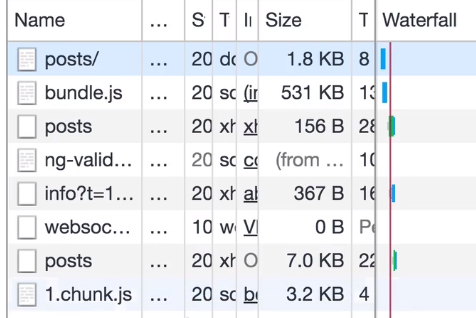 Name ... S T I Size T Waterfall
posts/ ... 20 dc O 1.8 KB 8
bundle.js ... 20 sc (in 531 KB 13
posts ... 20 xh xh 156 B 28
ng-valid... ... 20 sc cc (from ... 10
info?t=1... ... 20 xh ab 367 B 16
websoc... ... 10 we VI 0 B Pe
posts ... 20 xh O 7.0 KB 22
1.chunk.js ... 20 sc bo 3.2 KB 4